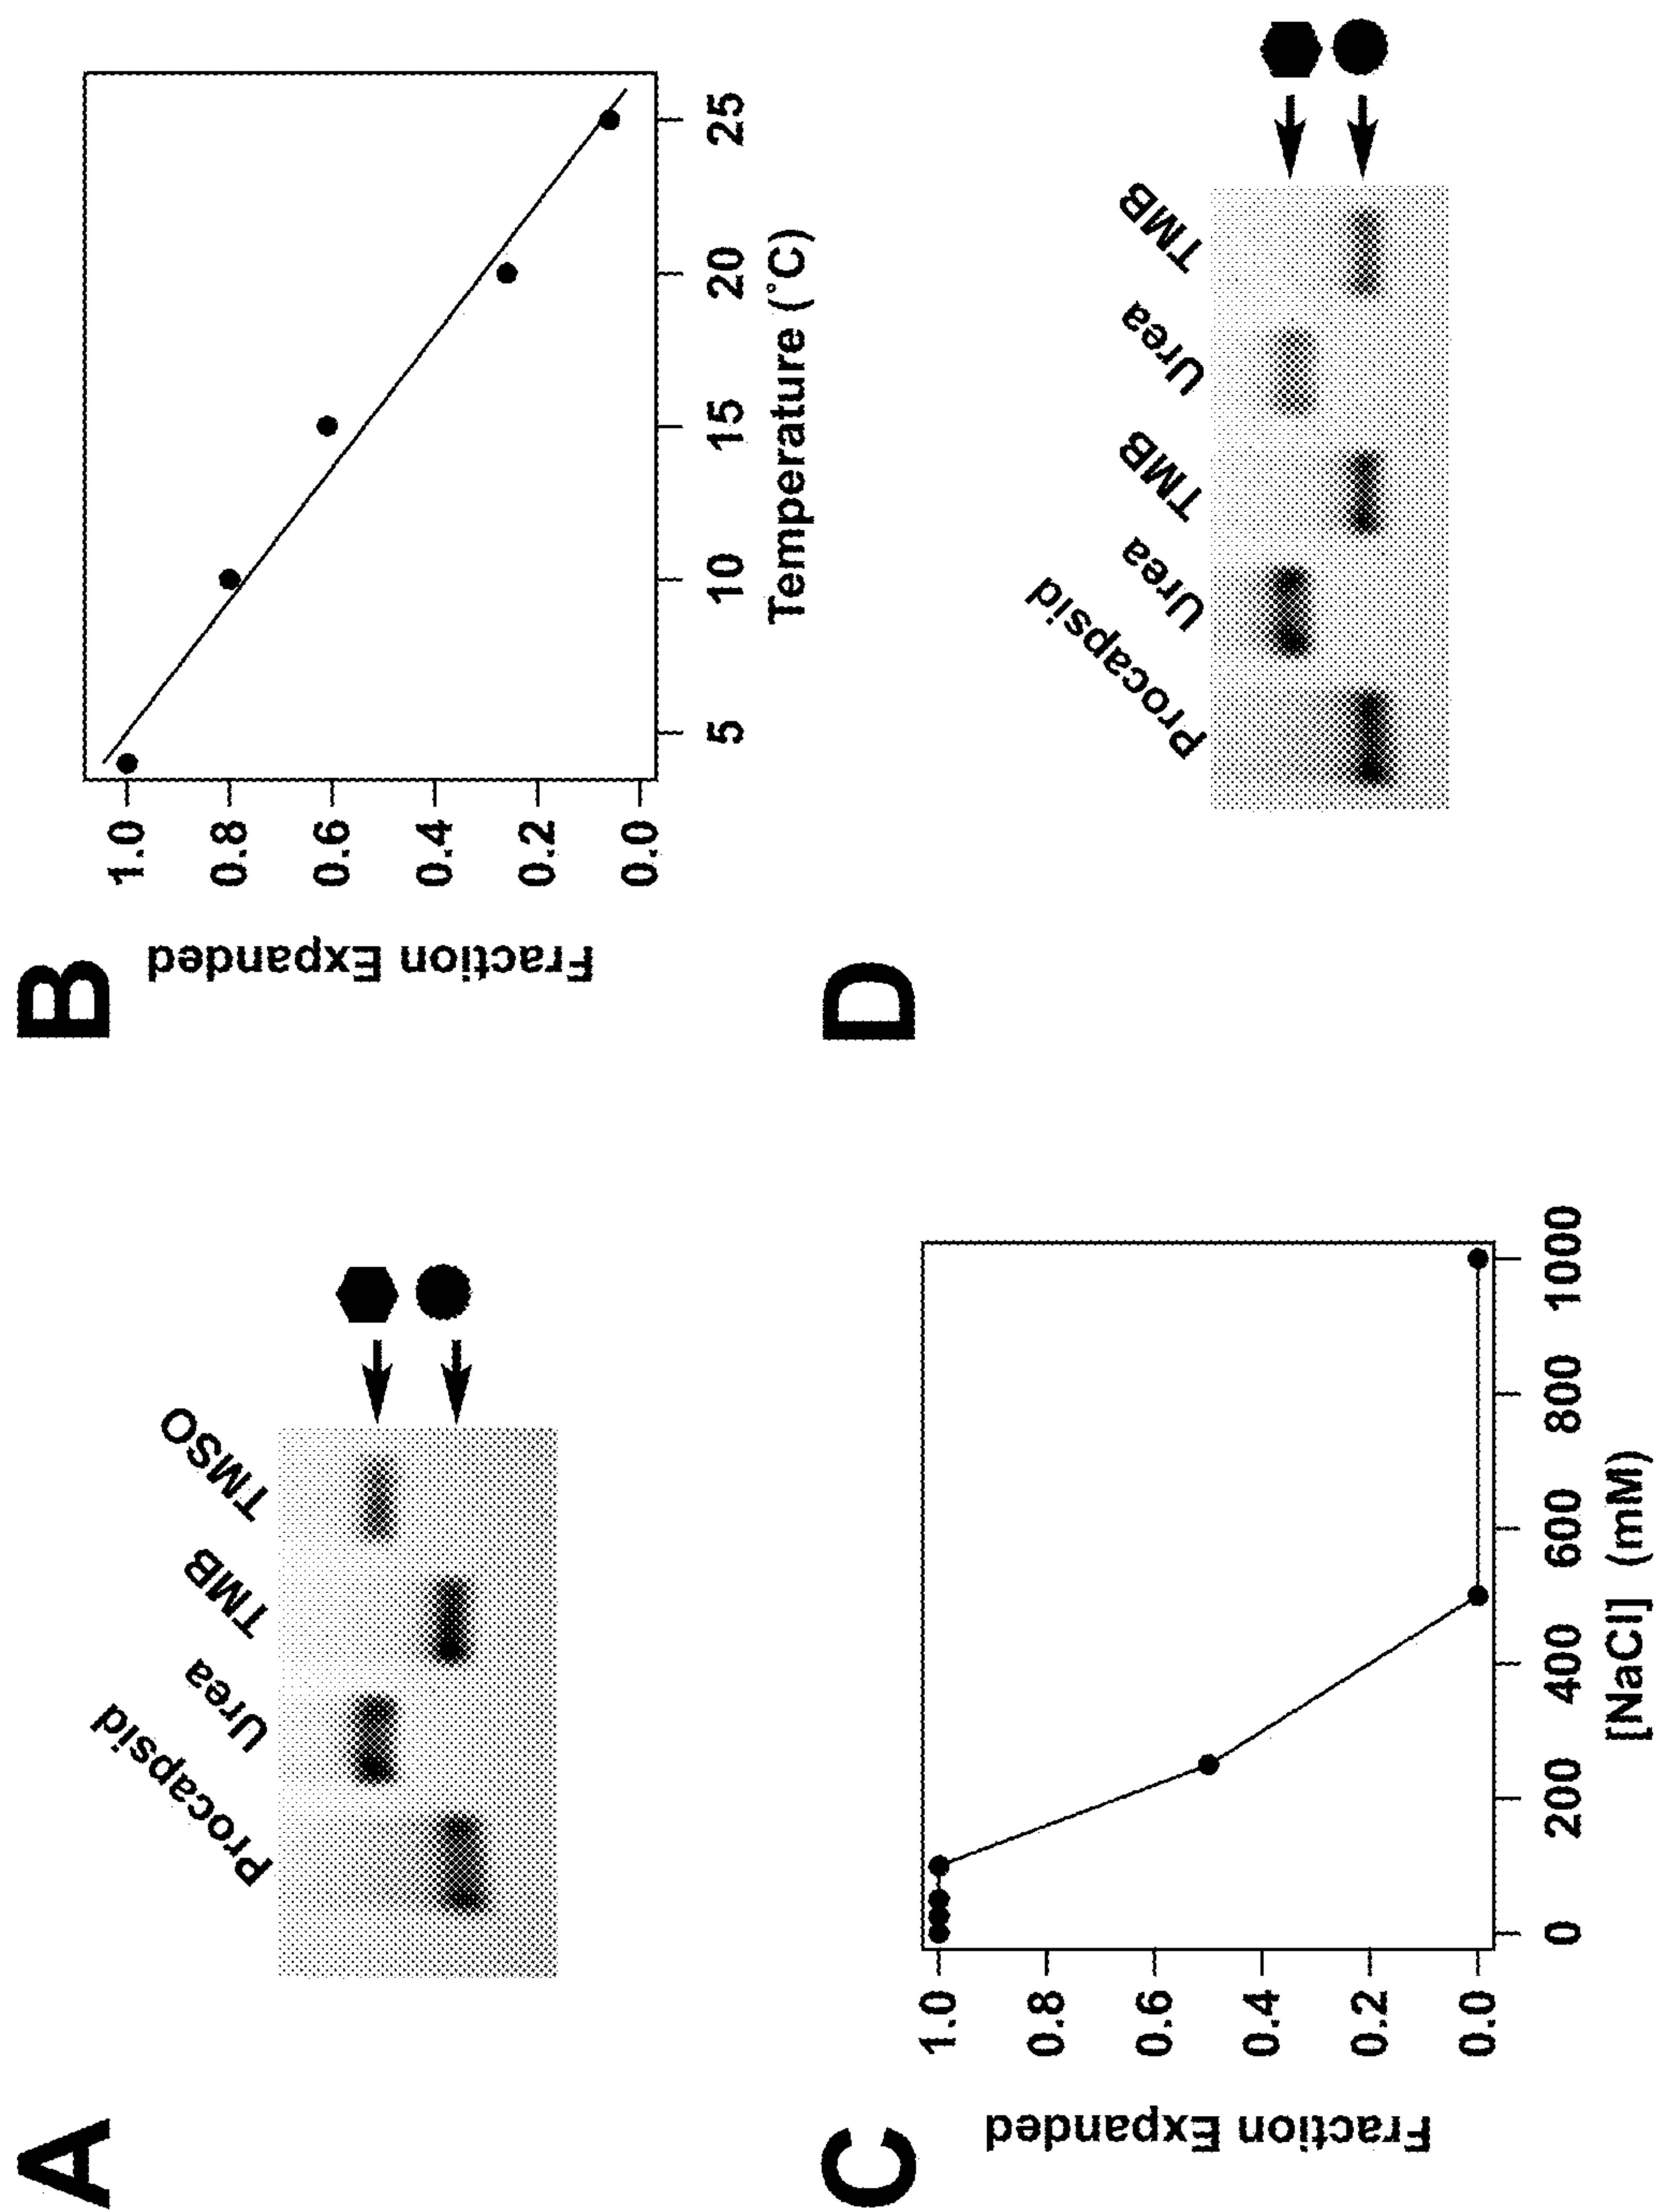 A
Procapsid
Urea
TMB
TMSO
B
Fraction Expanded
1.0
0.8
0.6
0.4
0.2
0.0
5 10 15 20 25
Temperature (°C)
C
Fraction Expanded
1.0
0.8
0.6
0.4
0.2
0.0
0 200 400 600 800 1000
[NaCl] (mM)
D
Procapsid
Urea
TMB
Urea
TMB